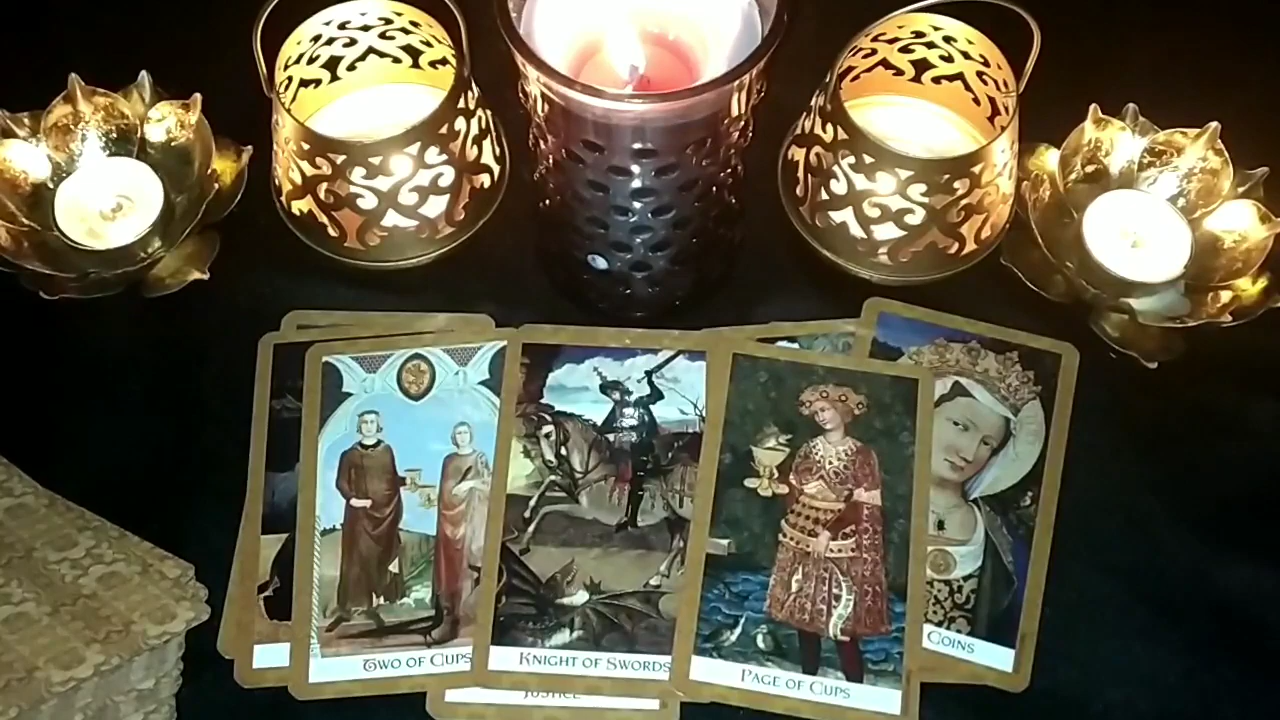 TWO OF CUPS
KNIGHT OF SWORDS
PAGE OF CUPS
COINS
JUSTICE